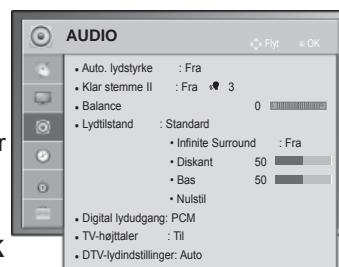 AUDIO
Flyt OK
• Auto. lydstyrke : Fra
• Klar stemme II : Fra 3
• Balance 0
• Lydtilstand : Standard
• Infinite Surround : Fra
• Diskant 50
• Bas 50
• Nulstil
• Digital lydudgang: PCM
• TV-højttaler : Til
• DTV-lydindstillinger: Auto
r
K